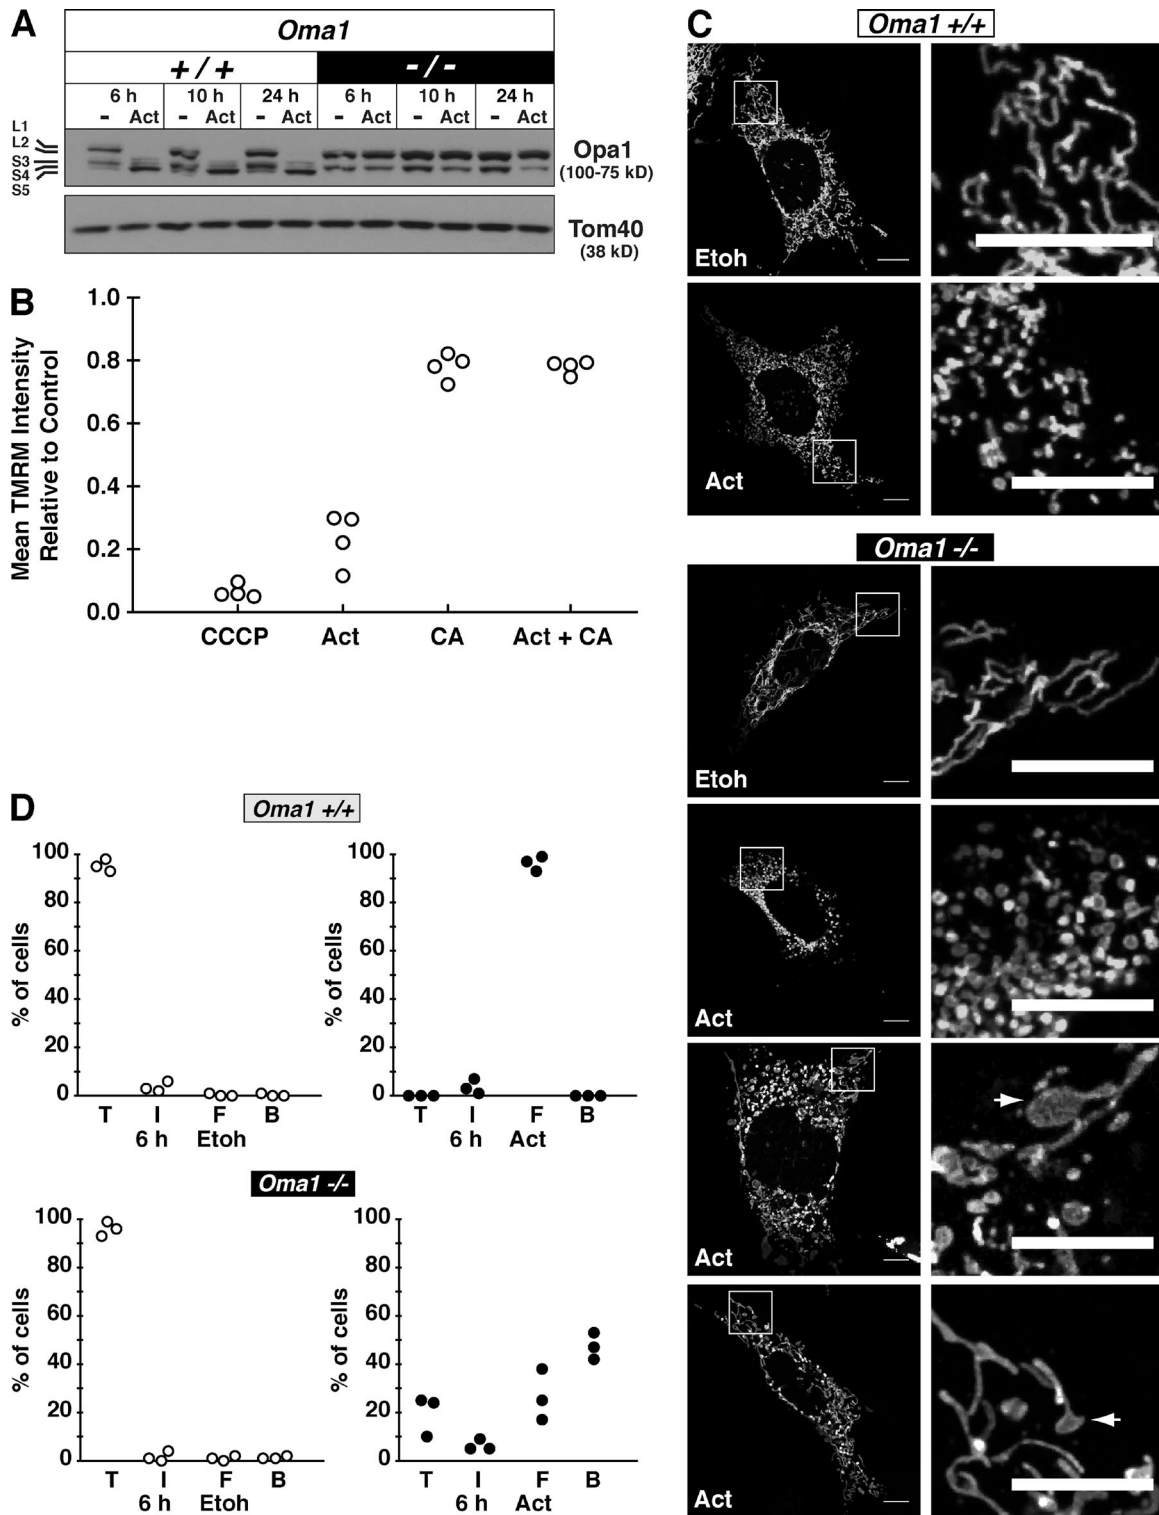 A
Oma1
+/+ -/-
6 h 10 h 24 h 6 h 10 h 24 h
- Act - Act - Act - Act - Act - Act
L1
L2
S3
S4
S5
Opa1
(100-75 kD)
Tom40
(38 kD)
B
Mean TMRM Intensity
Relative to Control
1.0
0.8
0.6
0.4
0.2
0.0
CCCP Act CA Act + CA
C
Oma1 +/+
Etoh
Act
Oma1 -/-
Etoh
Act
Act
Act
D
Oma1 +/+
% of cells
100
80
60
40
20
0
T I F B
6 h Etoh
% of cells
100
80
60
40
20
0
T I F B
6 h Act
Oma1 -/-
% of cells
100
80
60
40
20
0
T I F B
6 h Etoh
% of cells
100
80
60
40
20
0
T I F B
6 h Act